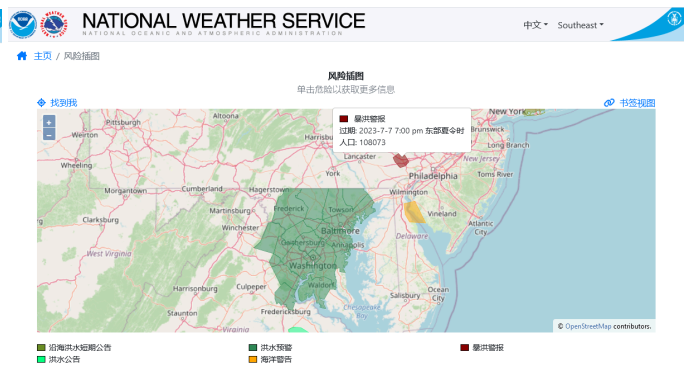 NATIONAL WEATHER SERVICE
NATIONAL OCEANIC AND ATMOSPHERIC ADMINISTRATION
中文 Southeast
主页 / 风险插图
风险插图
单击危险以获取更多信息
找到我 书签视图
+
−
暴洪警报
过期: 2023-7-7 7:00 pm 东部夏令时
人口: 108073
New York
Altoona
Pittsburgh
Weirton
Harrisbu
Brunswick
Long Branch
Lancaster
New Jersey
Wheeling
York
Philadelphia
Toms River
Morgantown
Cumberland
Hagerstown
Wilmington
Martinsburg
Frederick
Towson
Vineland
Clarksburg
Winchester
Baltimore
Atlantic City
Gaithersburg
Annapolis
Delaware
West Virginia
Washington
Harrisonburg
Culpeper
Waldorf
Salisbury
Ocean City
Staunton
Fredericksburg
Chesapeake
Virginia
© OpenStreetMap contributors.
沿海洪水短期公告 洪水预警 暴洪警报
洪水公告 海洋警告